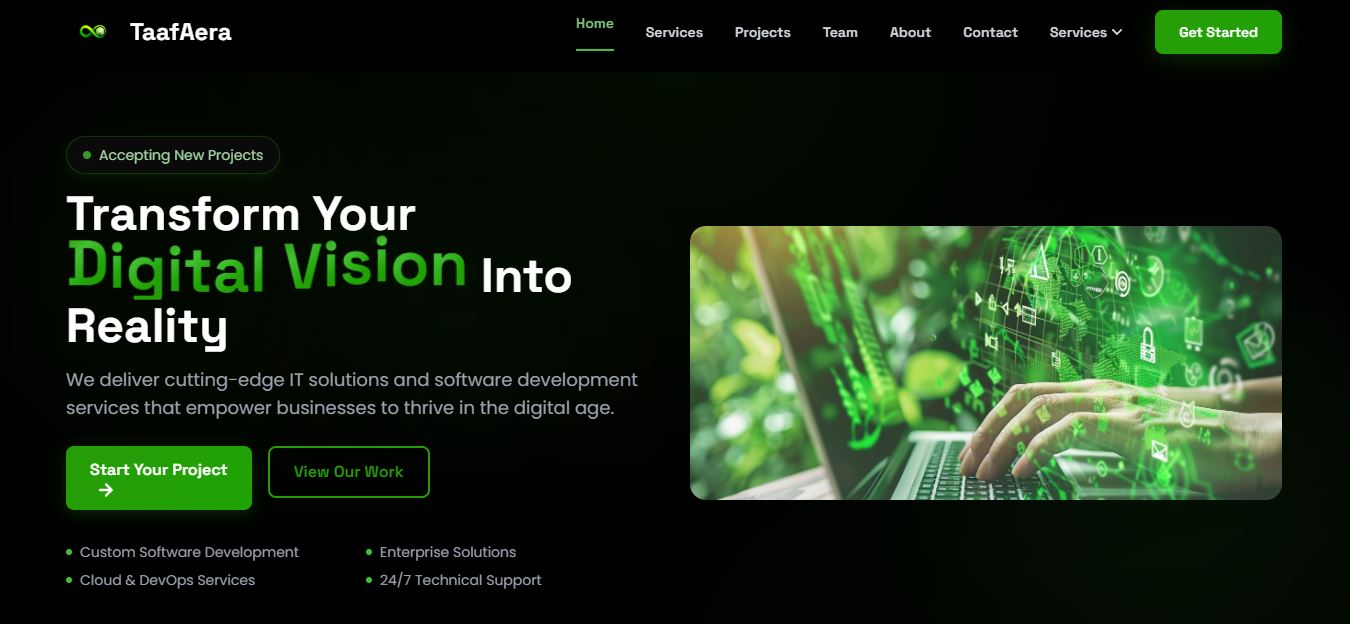 TaafAera
Home Services Projects Team About Contact Services Get Started
Accepting New Projects
Transform Your
Digital Vision Into
Reality
We deliver cutting-edge IT solutions and software development
services that empower businesses to thrive in the digital age.
Start Your Project →
View Our Work
Custom Software Development
Enterprise Solutions
Cloud & DevOps Services
24/7 Technical Support